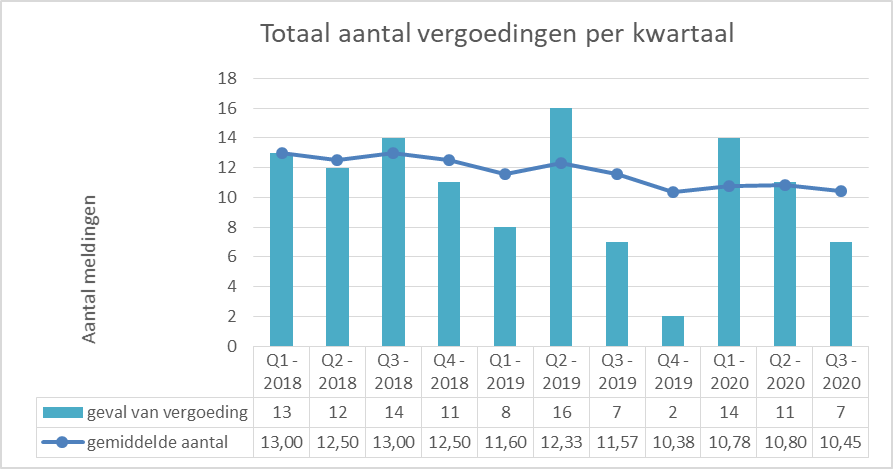 Totaal aantal vergoedingen per kwartaal
Aantal meldingen
18
16
14
12
10
8
6
4
2
0
Q1 - 2018 Q2 - 2018 Q3 - 2018 Q4 - 2018 Q1 - 2019 Q2 - 2019 Q3 - 2019 Q4 - 2019 Q1 - 2020 Q2 - 2020 Q3 - 2020
geval van vergoeding 13 12 14 11 8 16 7 2 14 11 7
gemiddelde aantal 13,00 12,50 13,00 12,50 11,60 12,33 11,57 10,38 10,78 10,80 10,45